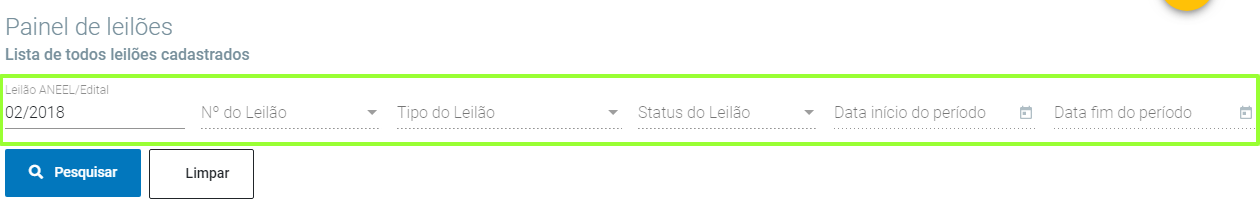 Painel de leilões
Lista de todos leilões cadastrados
Leilão ANEEL/Edital
02/2018 Nº do Leilão Tipo do Leilão Status do Leilão Data início do período Data fim do período
Pesquisar Limpar